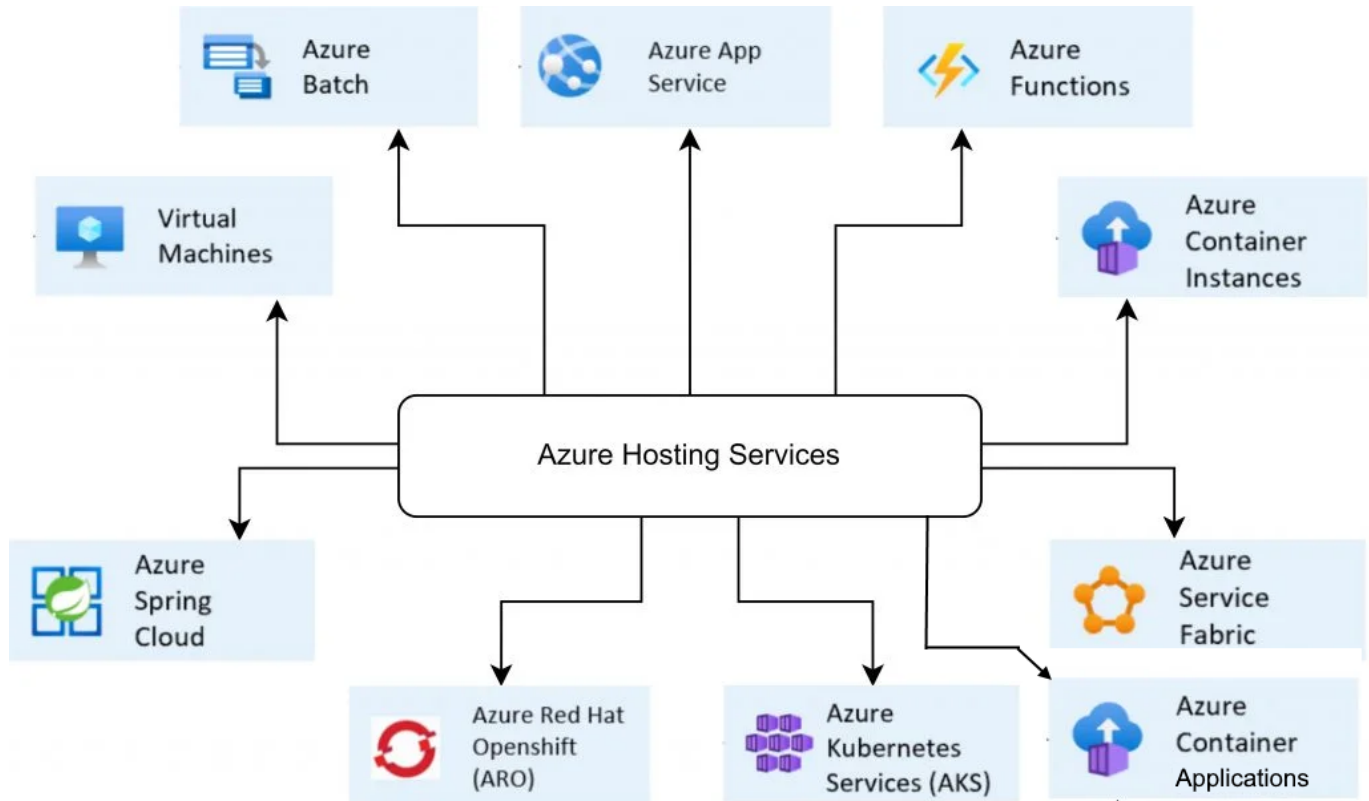 Azure
Batch
Azure App
Service
Azure
Functions
Virtual
Machines
Azure
Container
Instances
Azure Hosting Services
Azure
Spring
Cloud
Azure
Service
Fabric
Azure Red Hat
Openshift
(ARO)
Azure
Kubernetes
Services (AKS)
Azure
Container
Applications